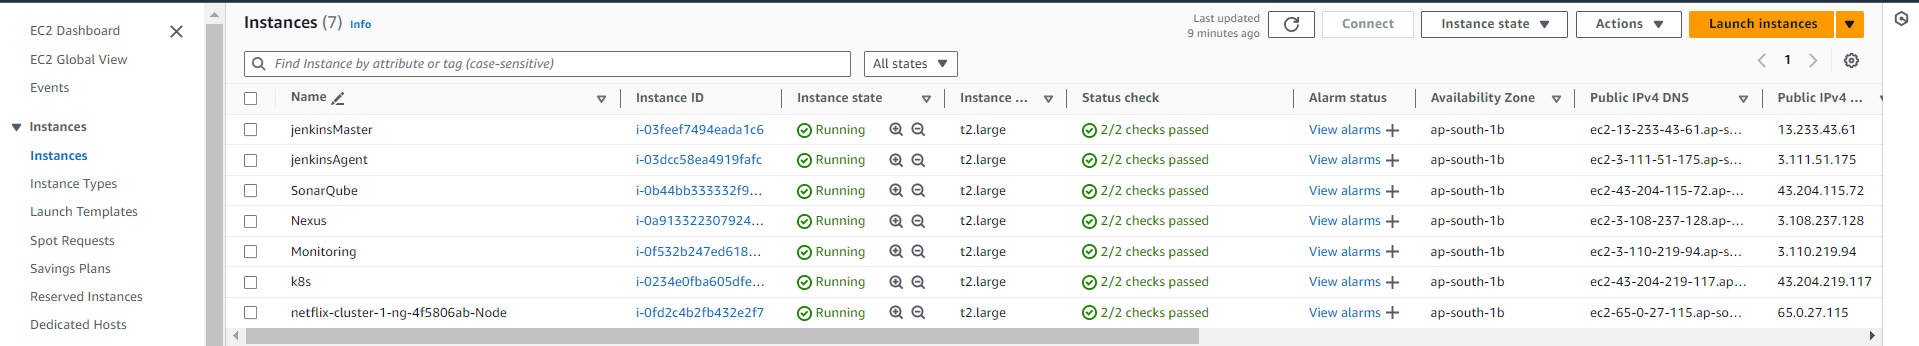 EC2 Dashboard
EC2 Global View
Events
Instances
Instances
Instance Types
Launch Templates
Spot Requests
Savings Plans
Reserved Instances
Dedicated Hosts
Instances (7) Info
Last updated
9 minutes ago
Connect
Instance state
Actions
Launch instances
Find Instance by attribute or tag (case-sensitive)
All states
1
Name Instance ID Instance state Instance ... Status check Alarm status Availability Zone Public IPv4 DNS Public IPv4 ...
jenkinsMaster i-03feef7494eada1c6 Running t2.large 2/2 checks passed View alarms + ap-south-1b ec2-13-233-43-61.ap-s... 13.233.43.61
jenkinsAgent i-03dcc58ea4919fafc Running t2.large 2/2 checks passed View alarms + ap-south-1b ec2-3-111-51-175.ap-s... 3.111.51.175
SonarQube i-0b44bb333332f9... Running t2.large 2/2 checks passed View alarms + ap-south-1b ec2-43-204-115-72.ap-... 43.204.115.72
Nexus i-0a913322307924... Running t2.large 2/2 checks passed View alarms + ap-south-1b ec2-3-108-237-128.ap-... 3.108.237.128
Monitoring i-0f532b247ed618... Running t2.large 2/2 checks passed View alarms + ap-south-1b ec2-3-110-219-94.ap-s... 3.110.219.94
k8s i-0234e0fba605dfe... Running t2.large 2/2 checks passed View alarms + ap-south-1b ec2-43-204-219-117.ap... 43.204.219.117
netflix-cluster-1-ng-4f5806ab-Node i-0fd2c4b2fb432e2f7 Running t2.large 2/2 checks passed View alarms + ap-south-1b ec2-65-0-27-115.ap-so... 65.0.27.115